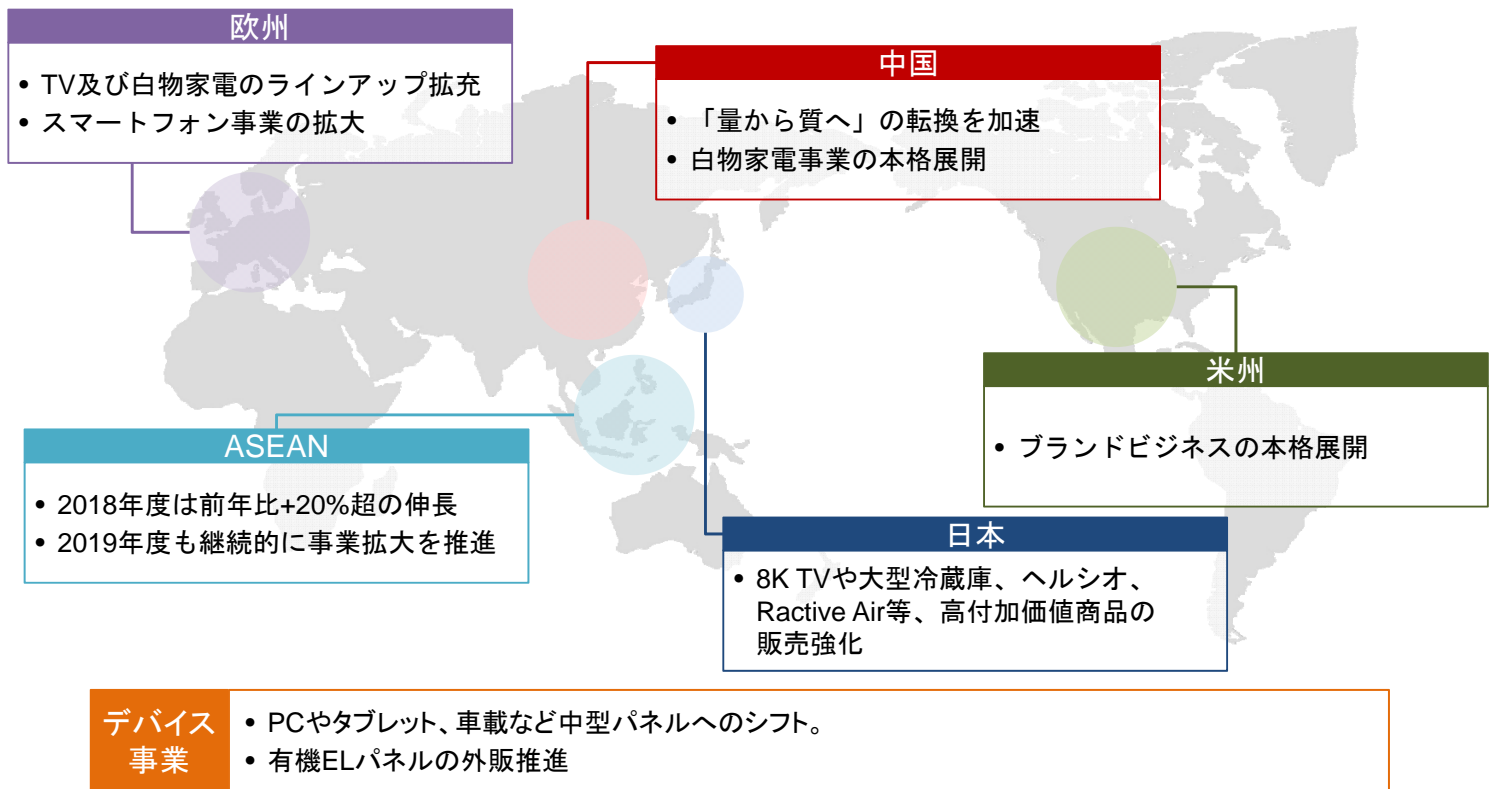 欧州
• TV及び白物家電のラインアップ拡充
• スマートフォン事業の拡大
中国
• 「量から質へ」の転換を加速
• 白物家電事業の本格展開
米州
• ブランドビジネスの本格展開
ASEAN
• 2018年度は前年比+20%超の伸長
• 2019年度も継続的に事業拡大を推進
日本
• 8K TVや大型冷蔵庫、ヘルシオ、
Ractive Air等、高付加価値商品の
販売強化
デバイス
事業
• PCやタブレット、車載など中型パネルへのシフト。
• 有機ELパネルの外販推進